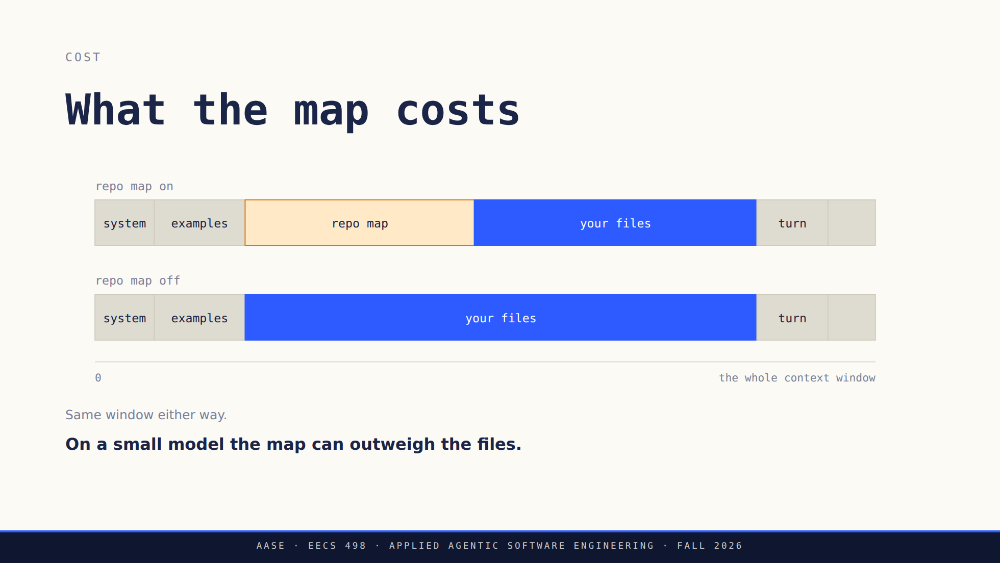 COST
What the map costs
repo map on
system examples repo map your files turn
repo map off
system examples your files turn
0 the whole context window
Same window either way.
On a small model the map can outweigh the files.
AASE · EECS 498 · APPLIED AGENTIC SOFTWARE ENGINEERING · FALL 2026